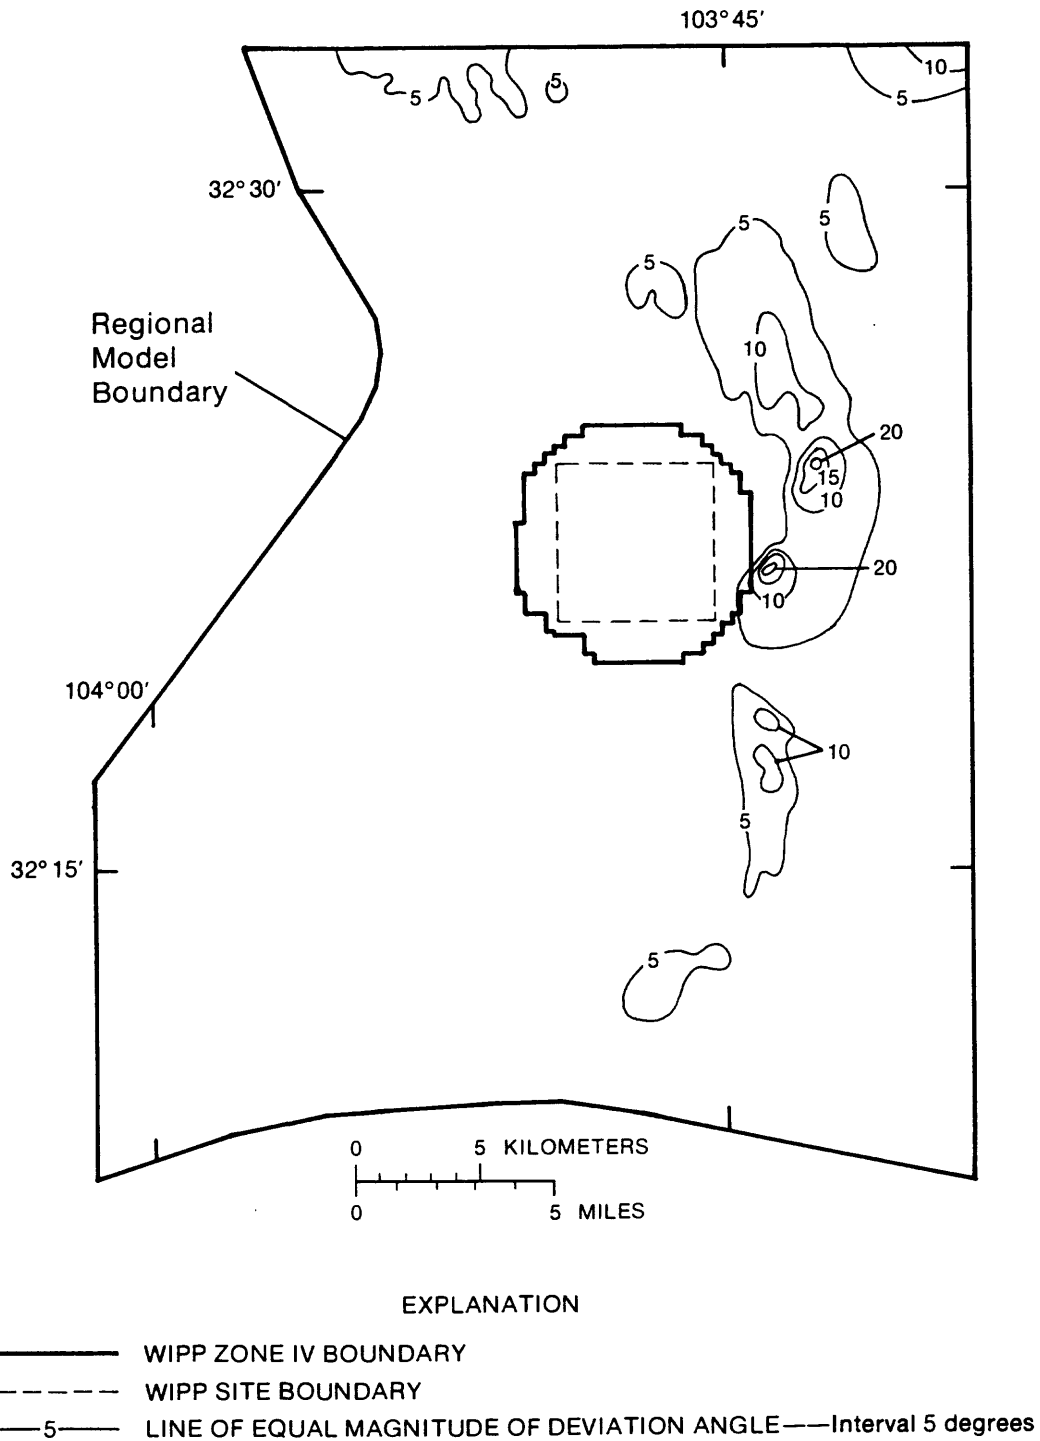 103°45′
10
5
5
5
32°30′
5
5
5
Regional
Model
Boundary
10
20
15
10
20
10
104°00′
10
5
32°15′
5
0 5 KILOMETERS
0 5 MILES
EXPLANATION
WIPP ZONE IV BOUNDARY
WIPP SITE BOUNDARY
5 LINE OF EQUAL MAGNITUDE OF DEVIATION ANGLE——Interval 5 degrees